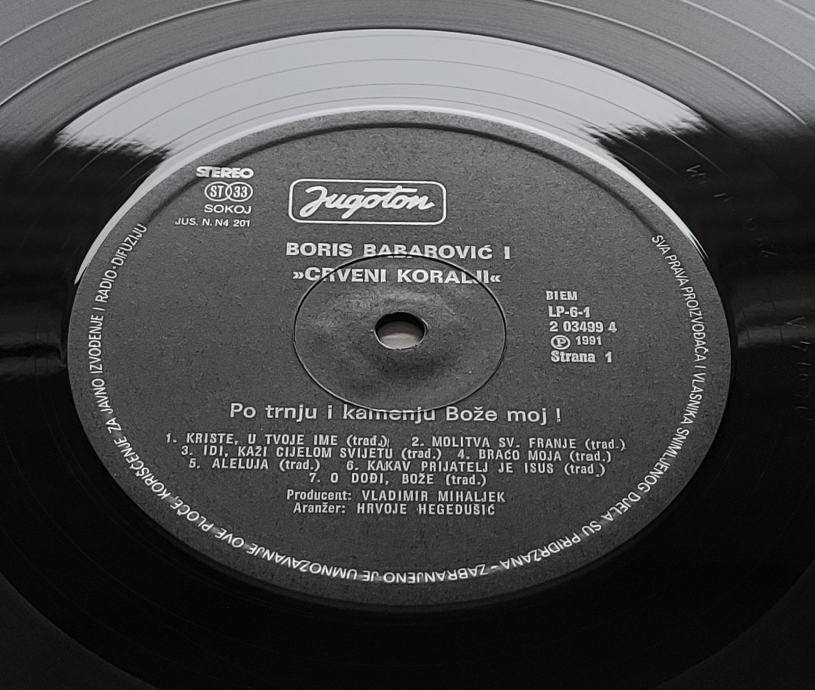 STEREO
ST 33
SOKOJ
JUS. N. N4 201
Jugoton
BORIS BABAROVIĆ I
»CRVENI KORALJI«
BIEM
LP-6-1
2 03499 4
Ⓟ 1991
Strana 1
Po trnju i kamenju Bože moj !
1. KRISTE, U TVOJE IME (trad.) 2. MOLITVA SV. FRANJE (trad.)
3. IDI, KAŽI CIJELOM SVIJETU (trad.) 4. BRAĆO MOJA (trad.)
5. ALELUJA (trad.) 6. KAKAV PRIJATELJ JE ISUS (trad.)
7. O DOĐI, BOŽE (trad.)
Producent: VLADIMIR MIHALJEK
Aranžer: HRVOJE HEGEDUŠIĆ
SVA PRAVA PROIZVOĐAČA I VLASNIKA SNIMLJENOG DJELA SU PRIDRŽANA - ZABRANJENO JE UMNOŽAVANJE OVE PLOČE, KORIŠĆENJE ZA JAVNO IZVOĐENJE I RADIO-DIFUZIJU